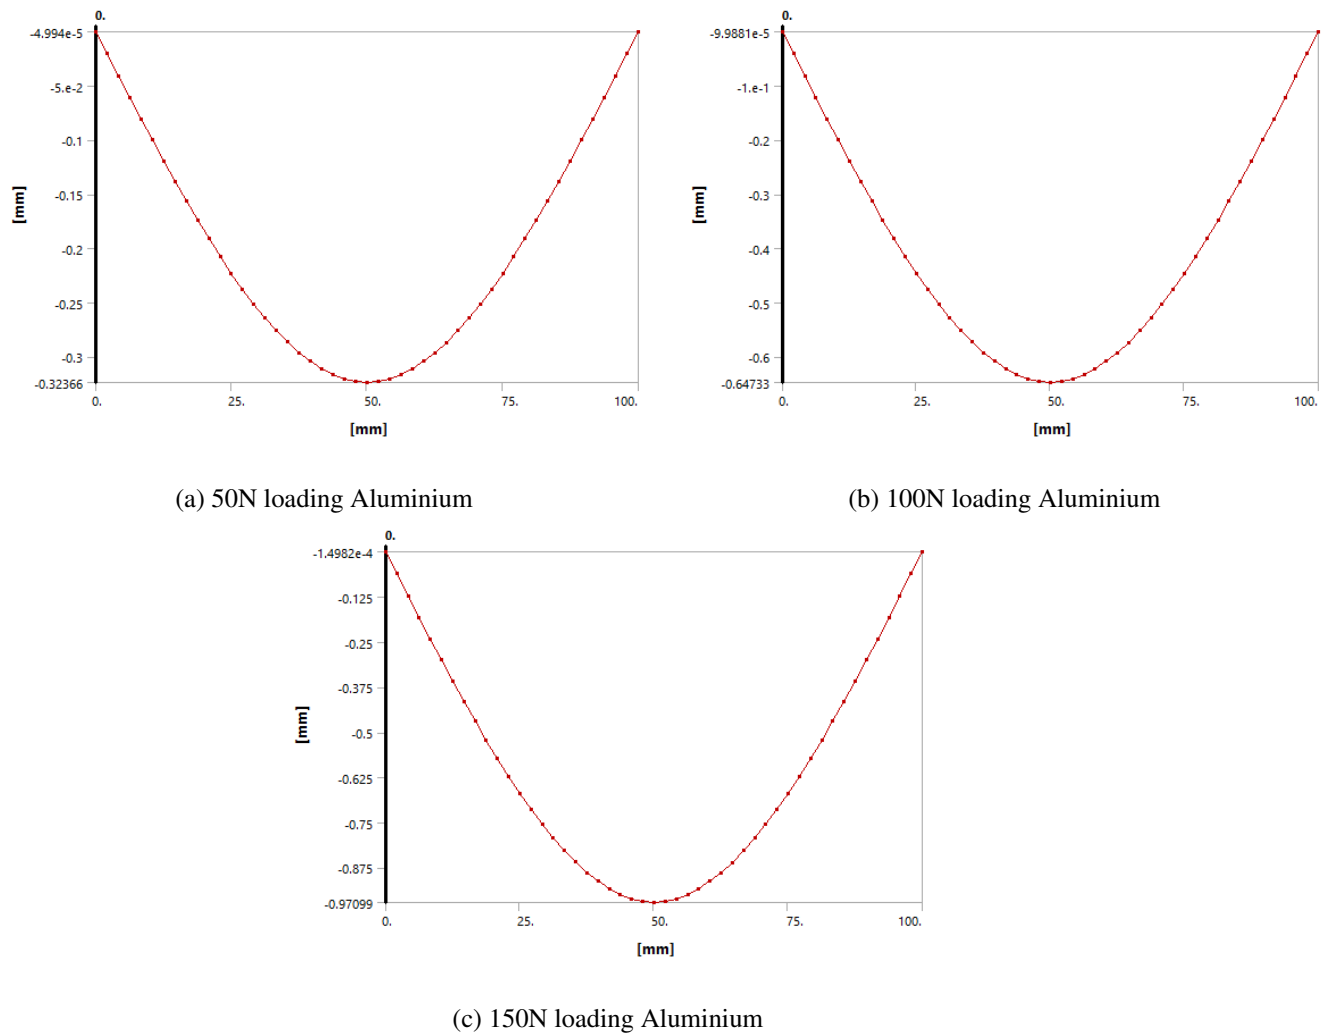 0.
-4.994e-5
-5.e-2
-0.1
-0.15
-0.2
-0.25
-0.3
-0.32366
[mm]
0. 25. 50. 75. 100.
[mm]
(a) 50N loading Aluminium
0.
-9.9881e-5
-1.e-1
-0.2
-0.3
-0.4
-0.5
-0.6
-0.64733
[mm]
0. 25. 50. 75. 100.
[mm]
(b) 100N loading Aluminium
0.
-1.4982e-4
-0.125
-0.25
-0.375
-0.5
-0.625
-0.75
-0.875
-0.97099
[mm]
0. 25. 50. 75. 100.
[mm]
(c) 150N loading Aluminium